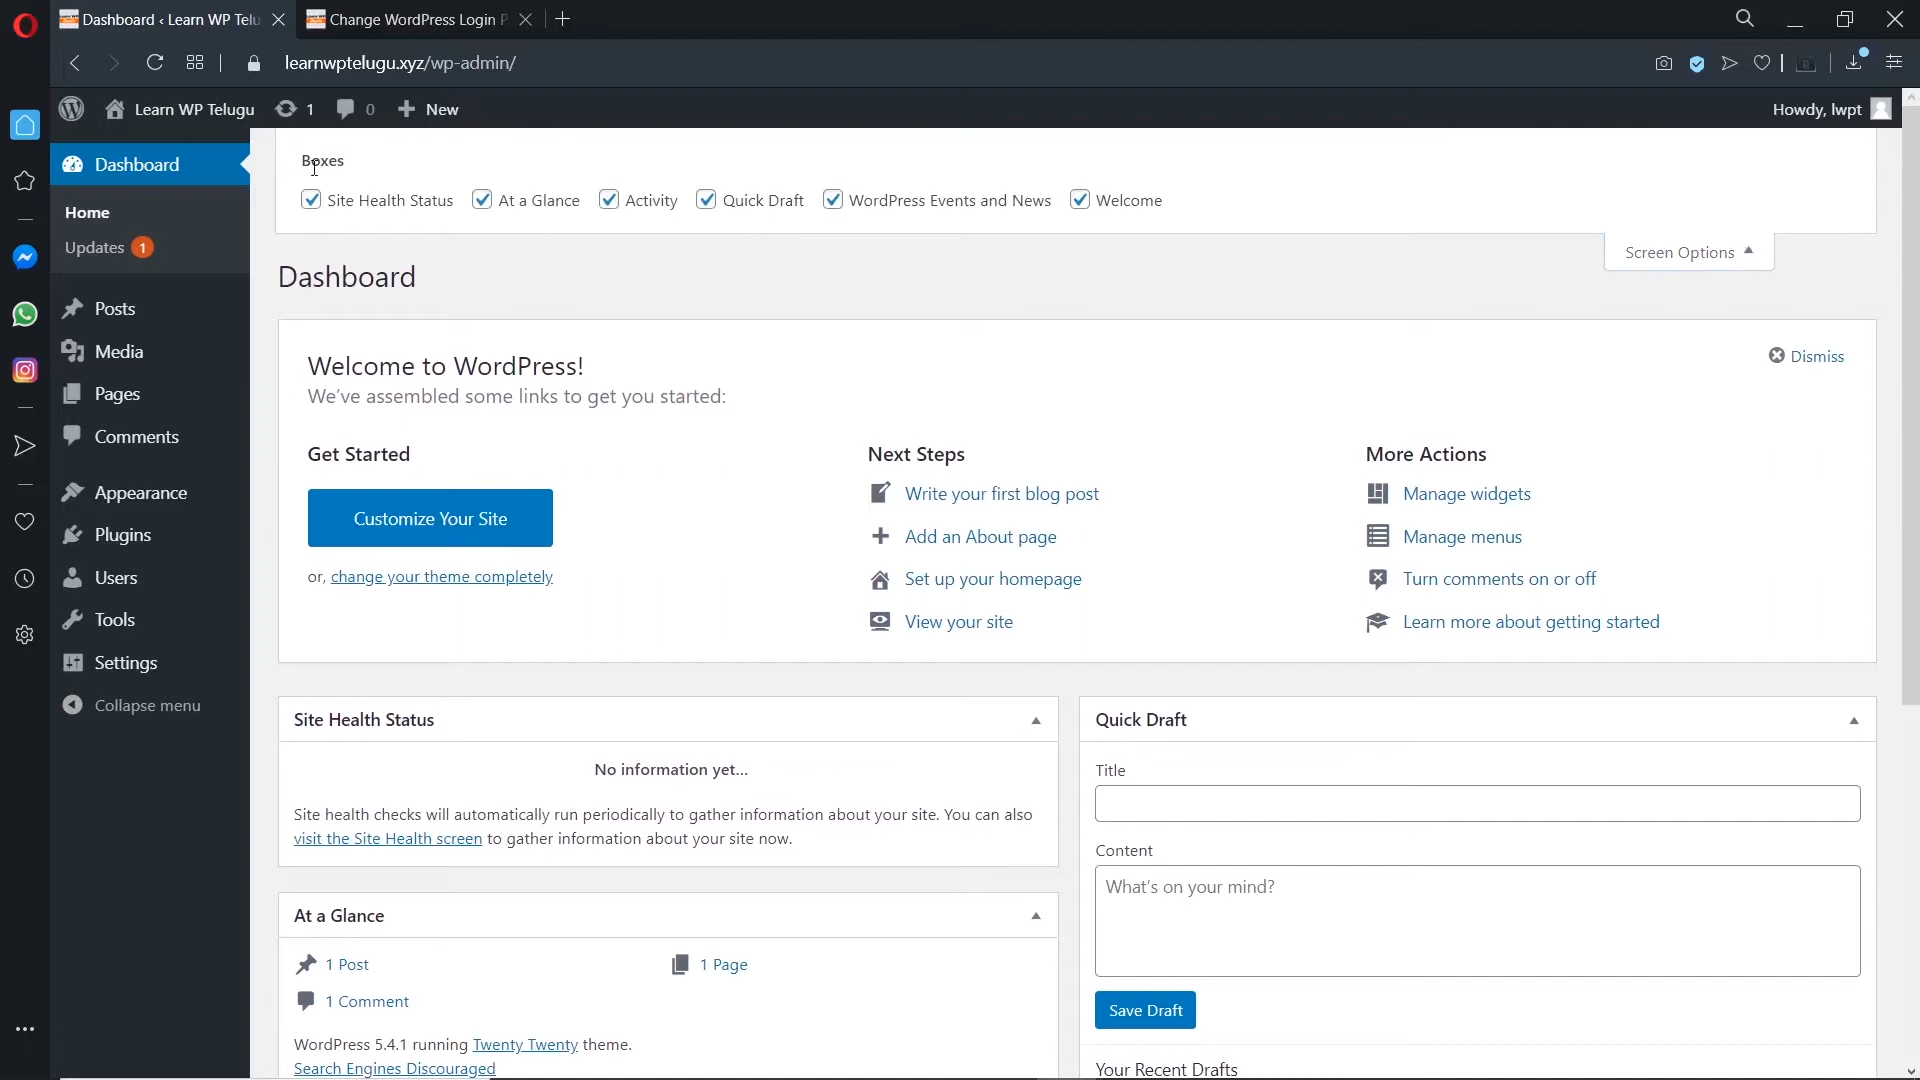 Dashboard ‹ Learn WP Telu
Change WordPress Login P
learnwptelugu.xyz/wp-admin/
Learn WP Telugu 1 0 New
Howdy, lwpt
Dashboard
Home
Updates 1
Posts
Media
Pages
Comments
Appearance
Plugins
Users
Tools
Settings
Collapse menu
Boxes
Site Health Status At a Glance Activity Quick Draft WordPress Events and News Welcome
Screen Options
Dashboard
Welcome to WordPress!
We've assembled some links to get you started:
Dismiss
Get Started
Customize Your Site
or, change your theme completely
Next Steps
Write your first blog post
Add an About page
Set up your homepage
View your site
More Actions
Manage widgets
Manage menus
Turn comments on or off
Learn more about getting started
Site Health Status
No information yet...
Site health checks will automatically run periodically to gather information about your site. You can also
visit the Site Health screen to gather information about your site now.
At a Glance
1 Post
1 Page
1 Comment
WordPress 5.4.1 running Twenty Twenty theme.
Search Engines Discouraged
Quick Draft
Title
Content
What's on your mind?
Save Draft
Your Recent Drafts